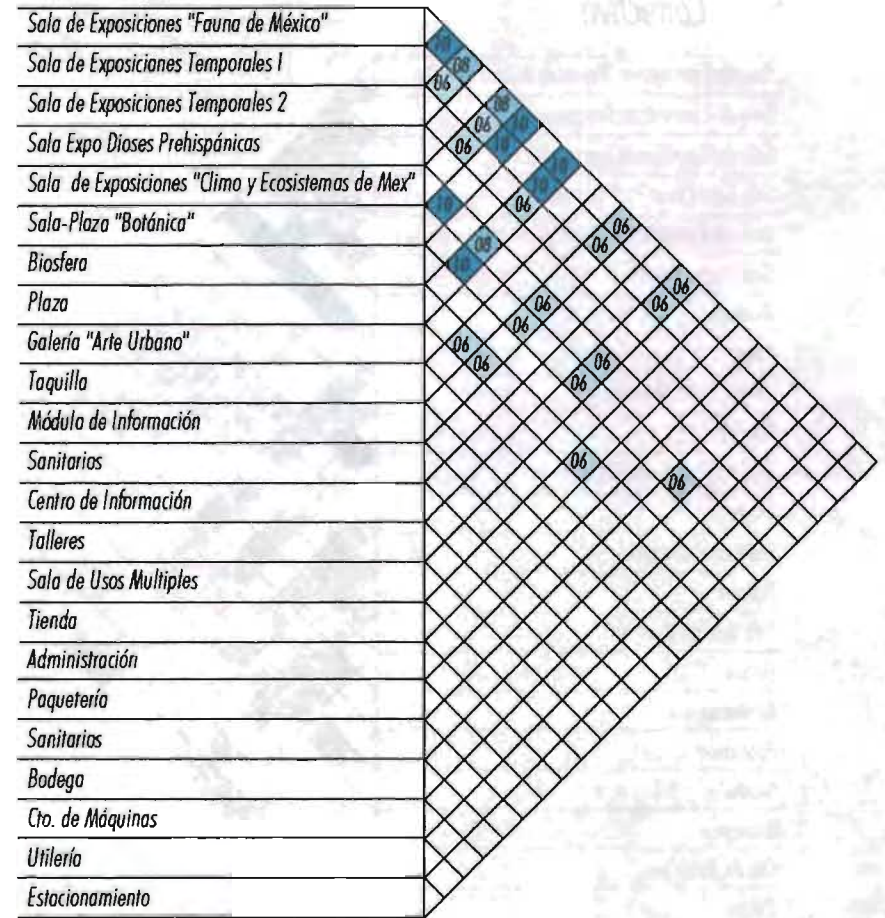 Sala de Exposiciones "Fauna de México"
Sala de Exposiciones Temporales I
Sala de Exposiciones Temporales 2
Sala Expo Dioses Prehispánicas
Sala de Exposiciones "Climo y Ecosistemas de Mex"
Sala-Plaza "Botánica"
Biosfera
Plaza
Galería "Arte Urbano"
Taquilla
Módulo de Información
Sanitarios
Centro de Información
Talleres
Sala de Usos Multiples
Tienda
Administración
Paquetería
Sanitarios
Bodega
Cto. de Máquinas
Utilería
Estacionamiento
10
08
06
08
06 10
06 10
10
10
10 06
06
08 06
10
06
06 06
06
06
06 06
06
06
06